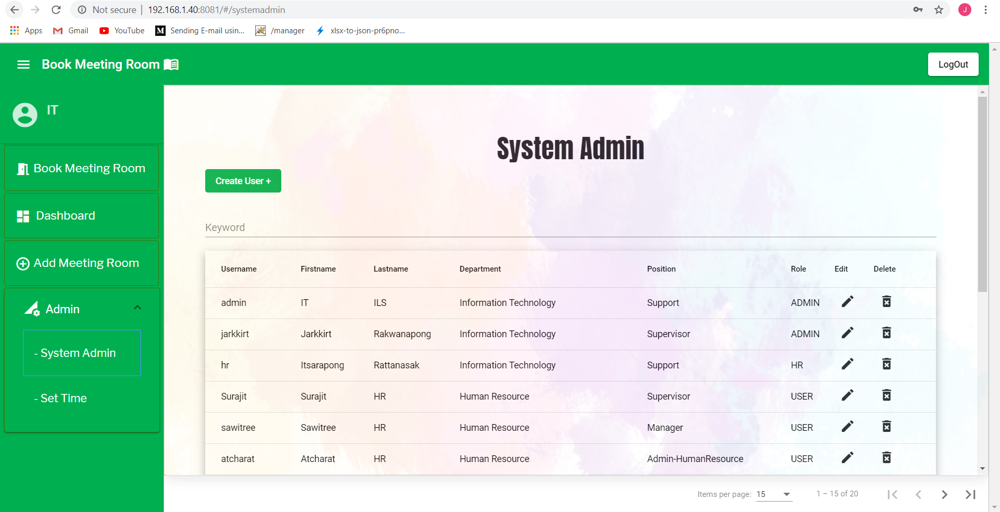 Not secure | 192.168.1.40:8081/#/systemadmin
J
Apps Gmail YouTube M Sending E-mail usin... /manager xlsx-to-json-pr6pno...
Book Meeting Room
LogOut
IT
Book Meeting Room
Dashboard
Add Meeting Room
Admin
- System Admin
- Set Time
System Admin
Create User +
Keyword
Username Firstname Lastname Department Position Role Edit Delete
admin IT ILS Information Technology Support ADMIN
jarkkirt Jarkkirt Rakwanapong Information Technology Supervisor ADMIN
hr Itsarapong Rattanasak Information Technology Support HR
Surajit Surajit HR Human Resource Supervisor USER
sawitree Sawitree HR Human Resource Manager USER
atcharat Atcharat HR Human Resource Admin-HumanResource USER
Items per page: 15 1 – 15 of 20